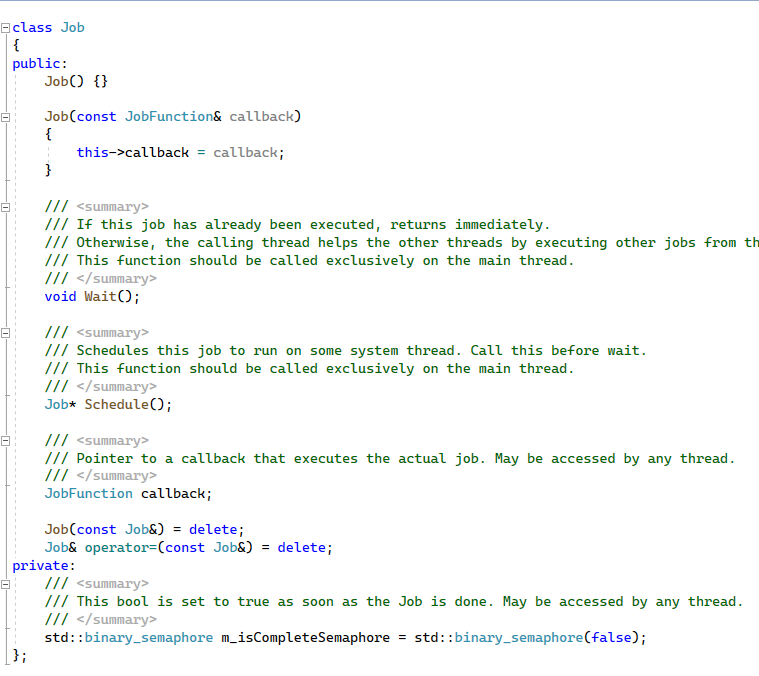 class Job
{
public:
    Job() {}

    Job(const JobFunction& callback)
    {
        this->callback = callback;
    }

    /// <summary>
    /// If this job has already been executed, returns immediately.
    /// Otherwise, the calling thread helps the other threads by executing other jobs from th
    /// This function should be called exclusively on the main thread.
    /// </summary>
    void Wait();

    /// <summary>
    /// Schedules this job to run on some system thread. Call this before wait.
    /// This function should be called exclusively on the main thread.
    /// </summary>
    Job* Schedule();

    /// <summary>
    /// Pointer to a callback that executes the actual job. May be accessed by any thread.
    /// </summary>
    JobFunction callback;

    Job(const Job&) = delete;
    Job& operator=(const Job&) = delete;
private:
    /// <summary>
    /// This bool is set to true as soon as the Job is done. May be accessed by any thread.
    /// </summary>
    std::binary_semaphore m_isCompleteSemaphore = std::binary_semaphore(false);
};